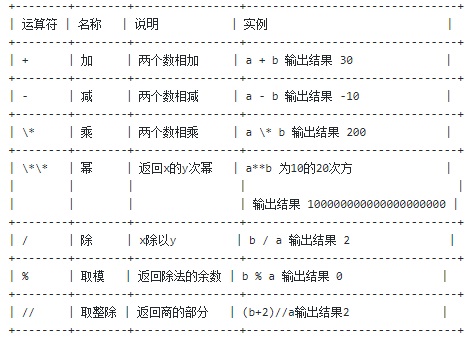 | 运算符 | 名称 | 说明 | 实例 |
| + | 加 | 两个数相加 | a + b 输出结果 30 |
| - | 减 | 两个数相减 | a - b 输出结果 -10 |
| \* | 乘 | 两个数相乘 | a \* b 输出结果 200 |
| \*\* | 幂 | 返回x的y次幂 | a**b 为10的20次方 |
| | | | |
| | | | 输出结果 100000000000000000000 |
| / | 除 | x除以y | b / a 输出结果 2 |
| % | 取模 | 返回除法的余数 | b % a 输出结果 0 |
| // | 取整除 | 返回商的部分 | (b+2)//a输出结果2 |